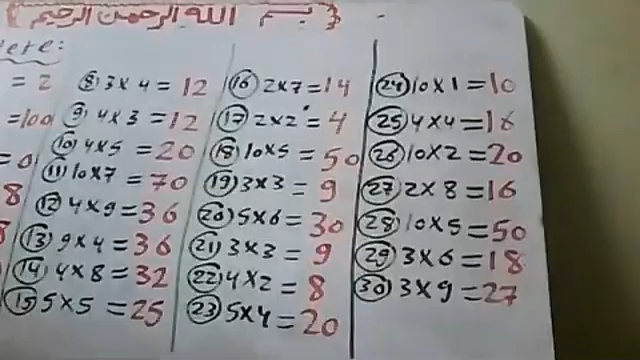 بسم الله الرحمن الرحيم
ete:
= 2
=100
=0
8
8) 3x4=12
9) 4x3=12
10) 4x5=20
11) 10x7=70
12) 4x9=36
13) 9x4=36
14) 4x8=32
15) 5x5=25
16) 2x7=14
17) 2x2=4
18) 10x5=50
19) 3x3=9
20) 5x6=30
21) 3x3=9
22) 4x2=8
23) 5x4=20
24) 10x1=10
25) 4x4=16
26) 10x2=20
27) 2x8=16
28) 10x5=50
29) 3x6=18
30) 3x9=27